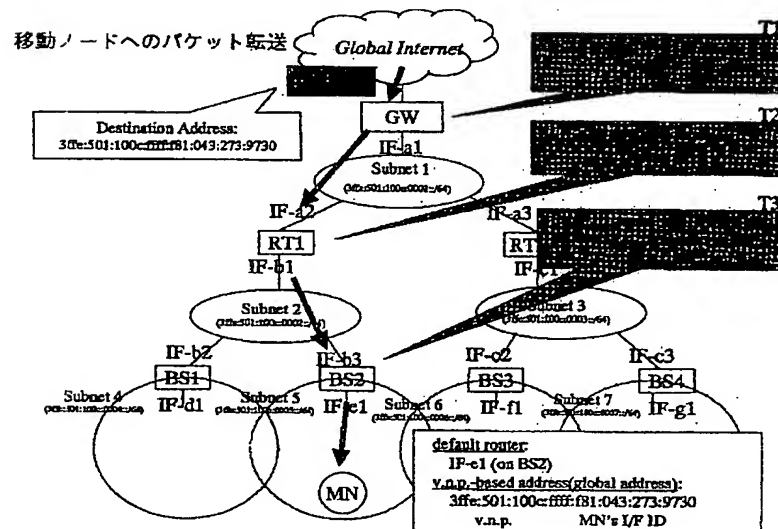 移動ノードへのパケット転送
Global Internet
T1
GW
Destination Address:
3ffe:501:100c:ffff:f81:043:273:9730
IF-a1
T2
Subnet 1
IF-a2
IF-a3
T3
RT1
RT
IF-b1
Subnet 2
Subnet 3
IF-b2
IF-b3
IF-c2
IF-c3
BS1
BS2
BS3
BS4
Subnet 4
Subnet 5
Subnet 6
Subnet 7
IF-d1
IF-e1
IF-f1
IF-g1
MN
default router:
IF-e1 (on BS2)
v.n.p.-based address(global address):
3ffe:501:100c:ffff:f81:043:273:9730
v.n.p. MN's I/F ID